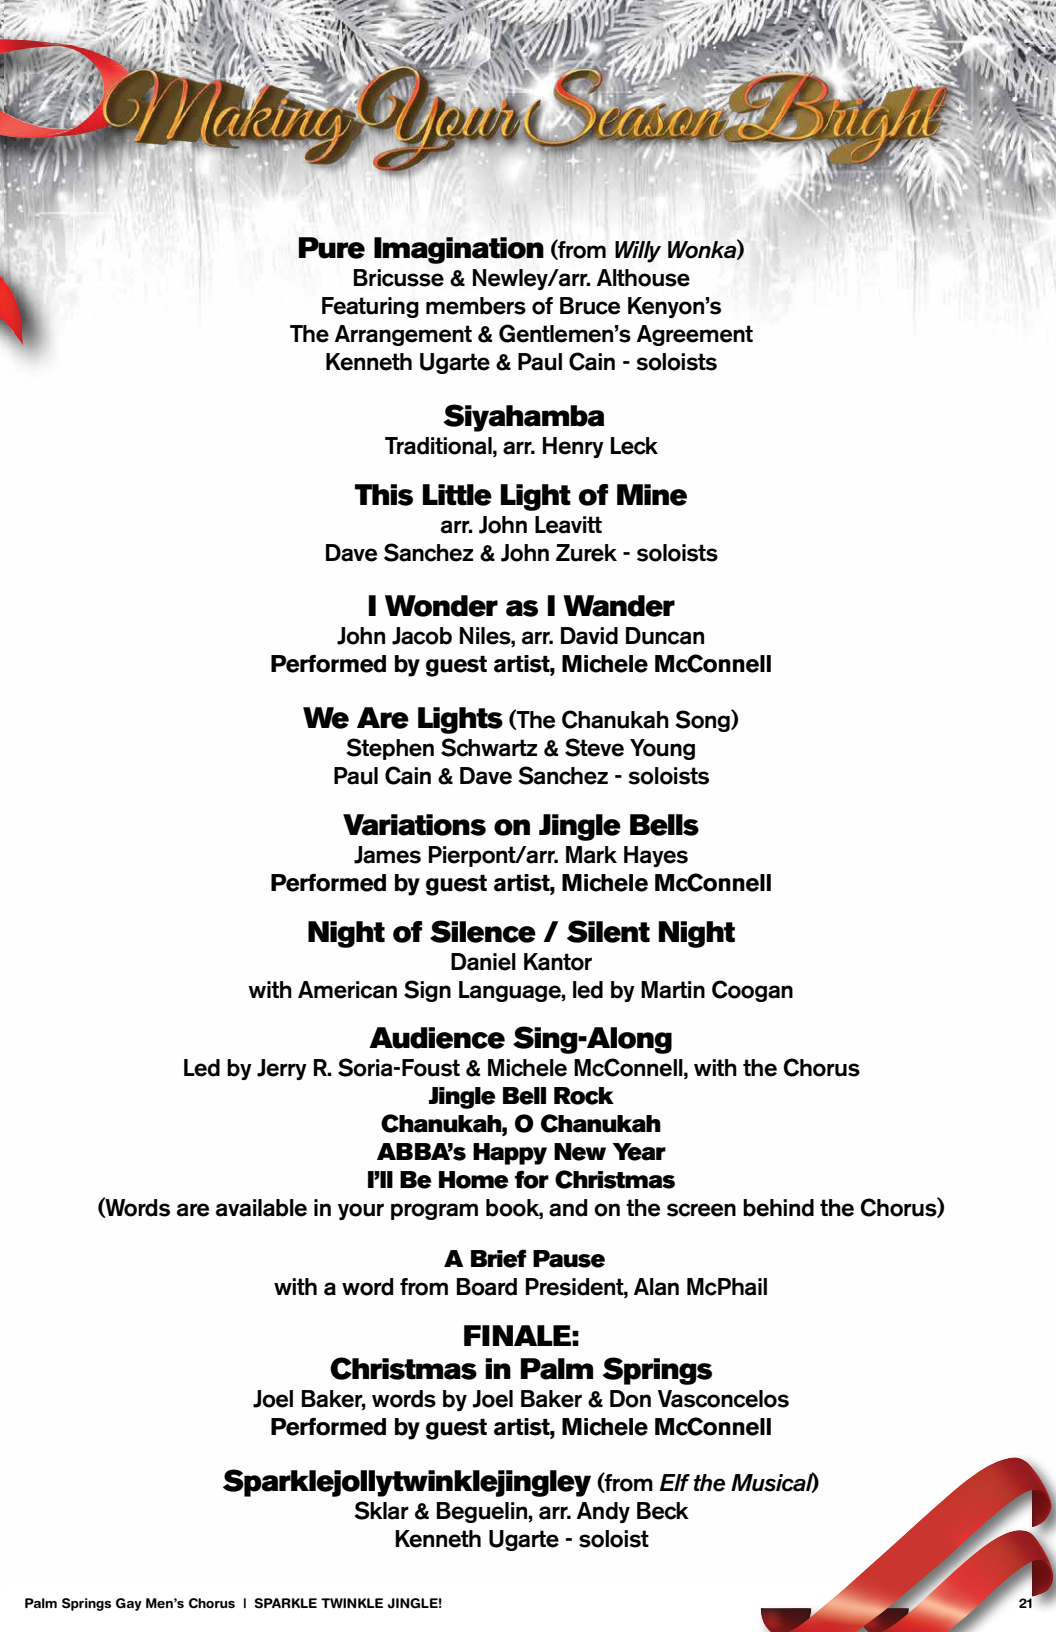 Making Your Season Bright
Pure Imagination (from Willy Wonka)
Bricusse & Newley/arr. Althouse
Featuring members of Bruce Kenyon’s
The Arrangement & Gentlemen’s Agreement
Kenneth Ugarte & Paul Cain - soloists
Siyahamba
Traditional, arr. Henry Leck
This Little Light of Mine
arr. John Leavitt
Dave Sanchez & John Zurek - soloists
I Wonder as I Wander
John Jacob Niles, arr. David Duncan
Performed by guest artist, Michele McConnell
We Are Lights (The Chanukah Song)
Stephen Schwartz & Steve Young
Paul Cain & Dave Sanchez - soloists
Variations on Jingle Bells
James Pierpont/arr. Mark Hayes
Performed by guest artist, Michele McConnell
Night of Silence / Silent Night
Daniel Kantor
with American Sign Language, led by Martin Coogan
Audience Sing-Along
Led by Jerry R. Soria-Foust & Michele McConnell, with the Chorus
Jingle Bell Rock
Chanukah, O Chanukah
ABBA’s Happy New Year
I’ll Be Home for Christmas
(Words are available in your program book, and on the screen behind the Chorus)
A Brief Pause
with a word from Board President, Alan McPhail
FINALE:
Christmas in Palm Springs
Joel Baker, words by Joel Baker & Don Vasconcelos
Performed by guest artist, Michele McConnell
Sparklejollytwinklejingley (from Elf the Musical)
Sklar & Beguelin, arr. Andy Beck
Kenneth Ugarte - soloist
Palm Springs Gay Men’s Chorus | SPARKLE TWINKLE JINGLE! 21